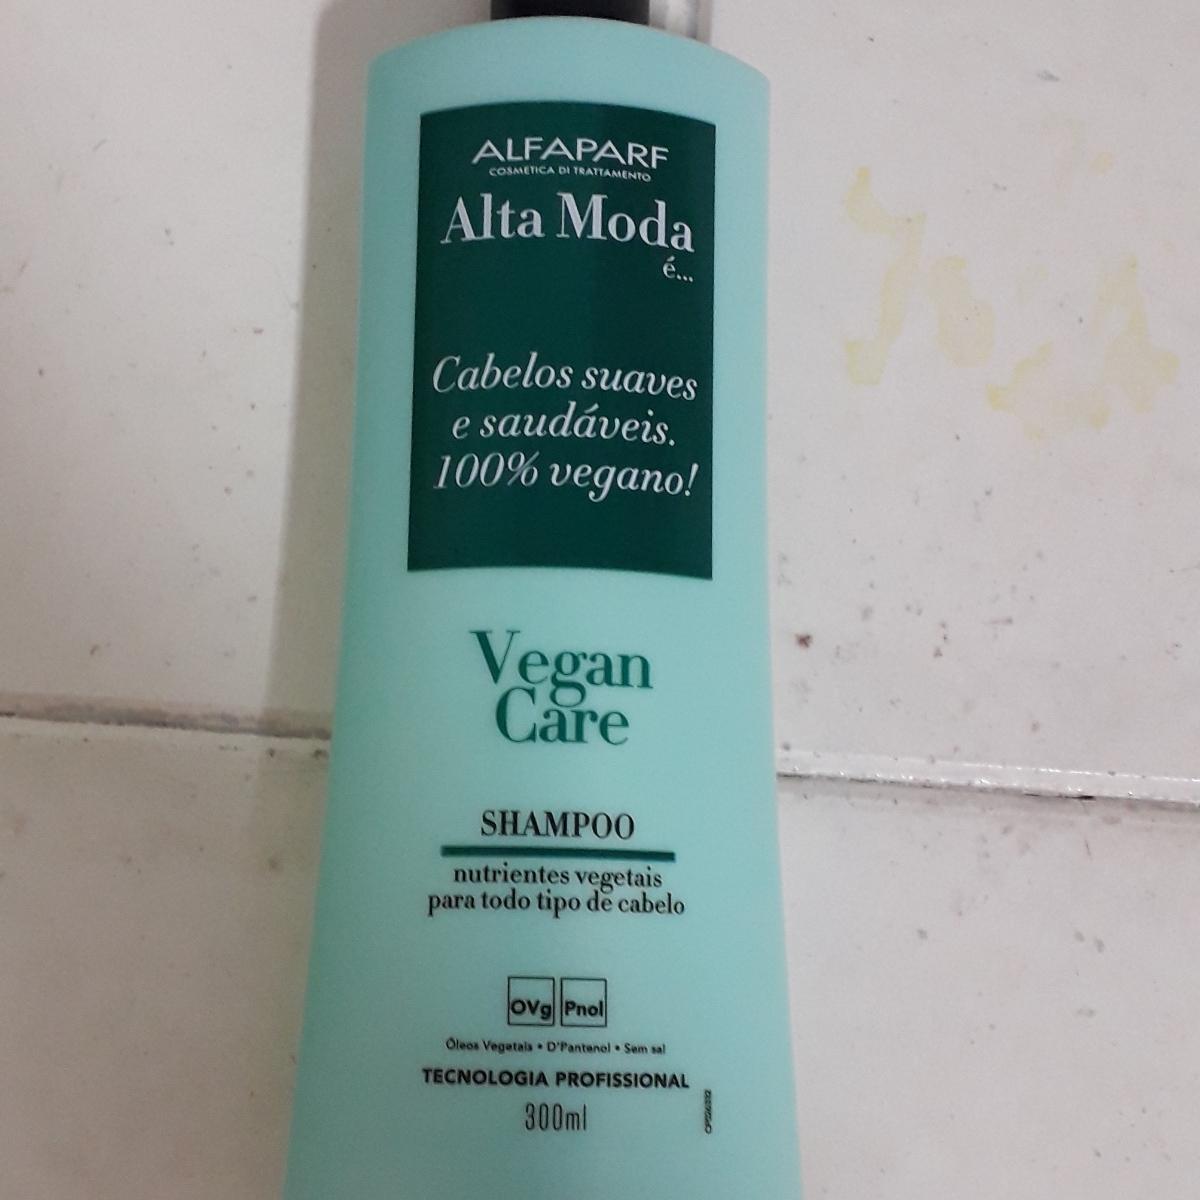 ALFAPARF
COSMETICA DI TRATTAMENTO
Alta Moda
é...
Cabelos suaves
e saudáveis.
100% vegano!
Vegan
Care
SHAMPOO
nutrientes vegetais
para todo tipo de cabelo
OVg Pnol
Óleos Vegetais • D'Pantenol • Sem sal
TECNOLOGIA PROFISSIONAL
300ml